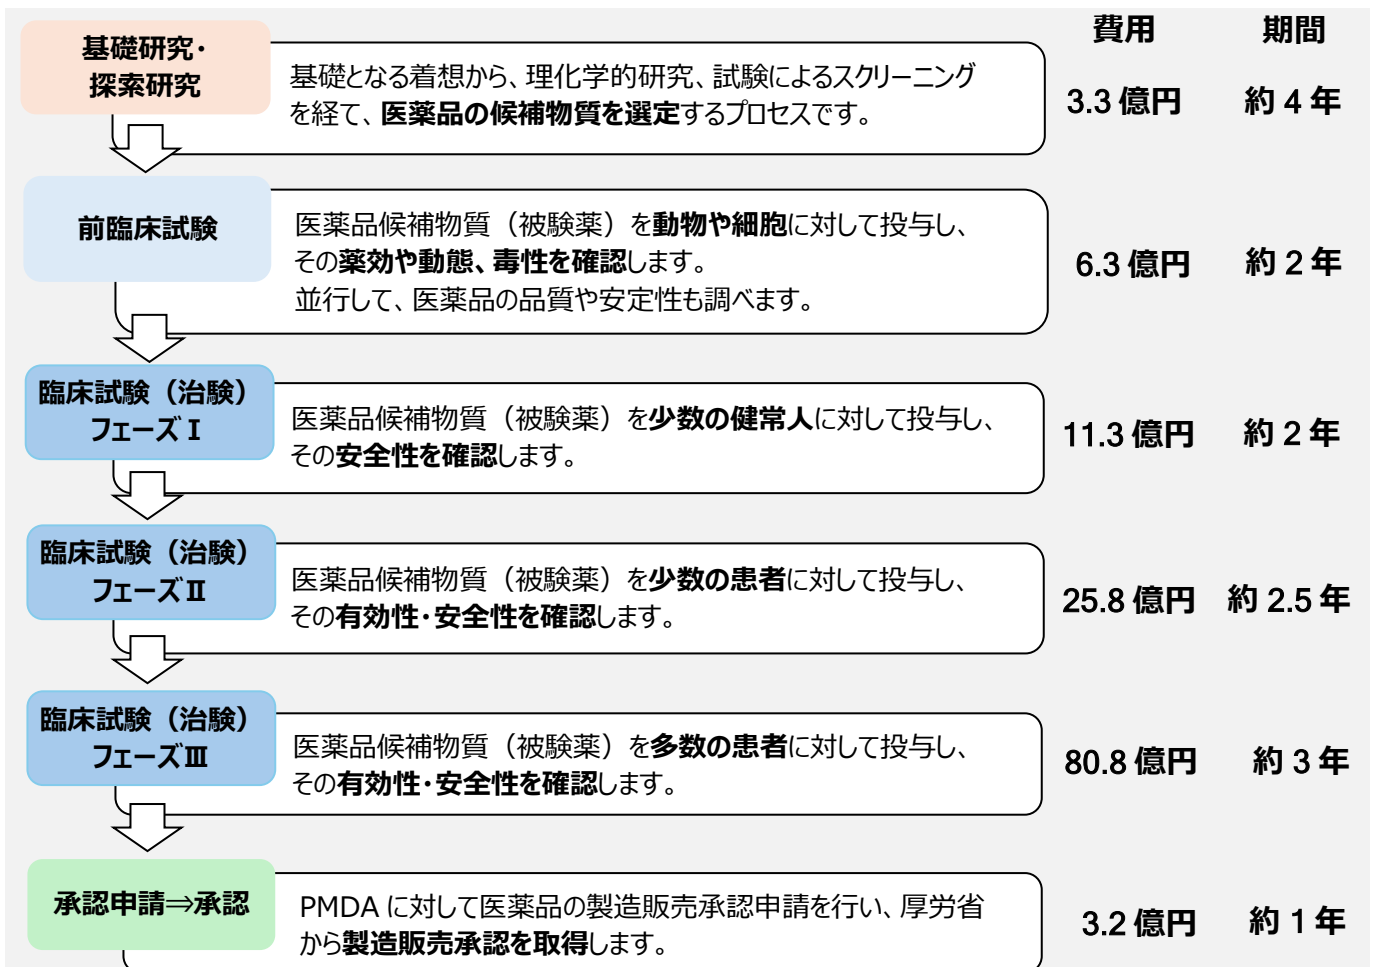 費用 期間
基礎研究・
探索研究
基礎となる着想から、理化学的研究、試験によるスクリーニング
を経て、医薬品の候補物質を選定するプロセスです。
3.3 億円 約 4 年
前臨床試験
医薬品候補物質（被験薬）を動物や細胞に対して投与し、
その薬効や動態、毒性を確認します。
並行して、医薬品の品質や安定性も調べます。
6.3 億円 約 2 年
臨床試験（治験）
フェーズⅠ
医薬品候補物質（被験薬）を少数の健常人に対して投与し、
その安全性を確認します。
11.3 億円 約 2 年
臨床試験（治験）
フェーズⅡ
医薬品候補物質（被験薬）を少数の患者に対して投与し、
その有効性・安全性を確認します。
25.8 億円 約 2.5 年
臨床試験（治験）
フェーズⅢ
医薬品候補物質（被験薬）を多数の患者に対して投与し、
その有効性・安全性を確認します。
80.8 億円 約 3 年
承認申請⇒承認
PMDA に対して医薬品の製造販売承認申請を行い、厚労省
から製造販売承認を取得します。
3.2 億円 約 1 年